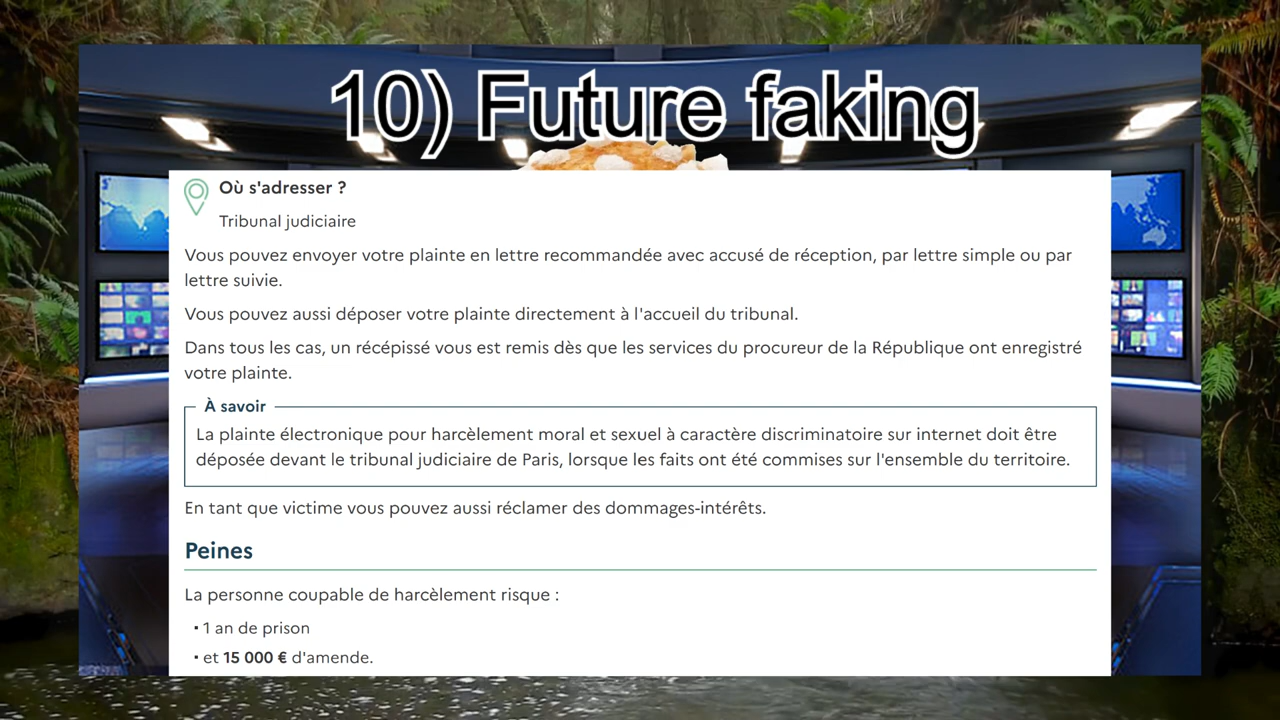 10) Future faking
Où s'adresser ?
Tribunal judiciaire
Vous pouvez envoyer votre plainte en lettre recommandée avec accusé de réception, par lettre simple ou par
lettre suivie.
Vous pouvez aussi déposer votre plainte directement à l'accueil du tribunal.
Dans tous les cas, un récépissé vous est remis dès que les services du procureur de la République ont enregistré
votre plainte.
À savoir
La plainte électronique pour harcèlement moral et sexuel à caractère discriminatoire sur internet doit être
déposée devant le tribunal judiciaire de Paris, lorsque les faits ont été commises sur l'ensemble du territoire.
En tant que victime vous pouvez aussi réclamer des dommages-intérêts.
Peines
La personne coupable de harcèlement risque :
▪ 1 an de prison
▪ et 15 000 € d'amende.